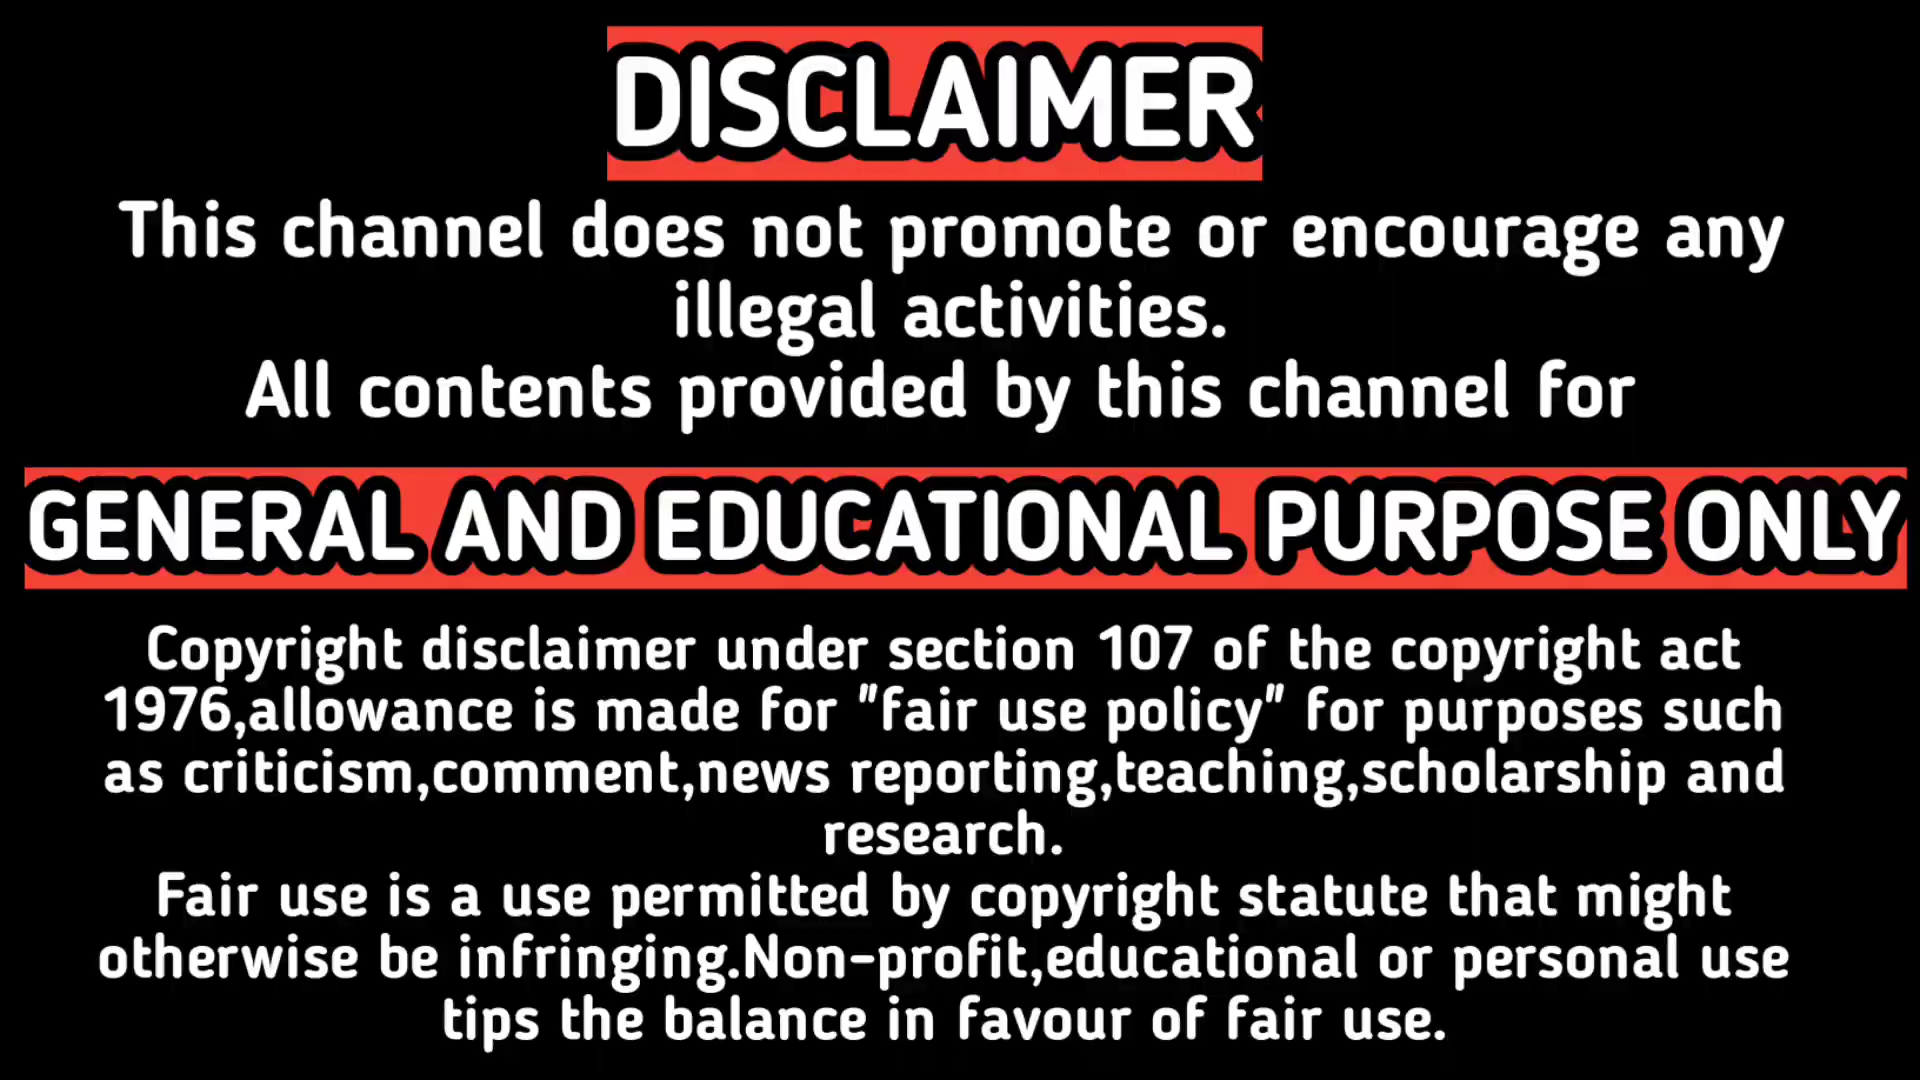 DISCLAIMER
This channel does not promote or encourage any
illegal activities.
All contents provided by this channel for
GENERAL AND EDUCATIONAL PURPOSE ONLY
Copyright disclaimer under section 107 of the copyright act
1976,allowance is made for "fair use policy" for purposes such
as criticism,comment,news reporting,teaching,scholarship and
research.
Fair use is a use permitted by copyright statute that might
otherwise be infringing.Non-profit,educational or personal use
tips the balance in favour of fair use.